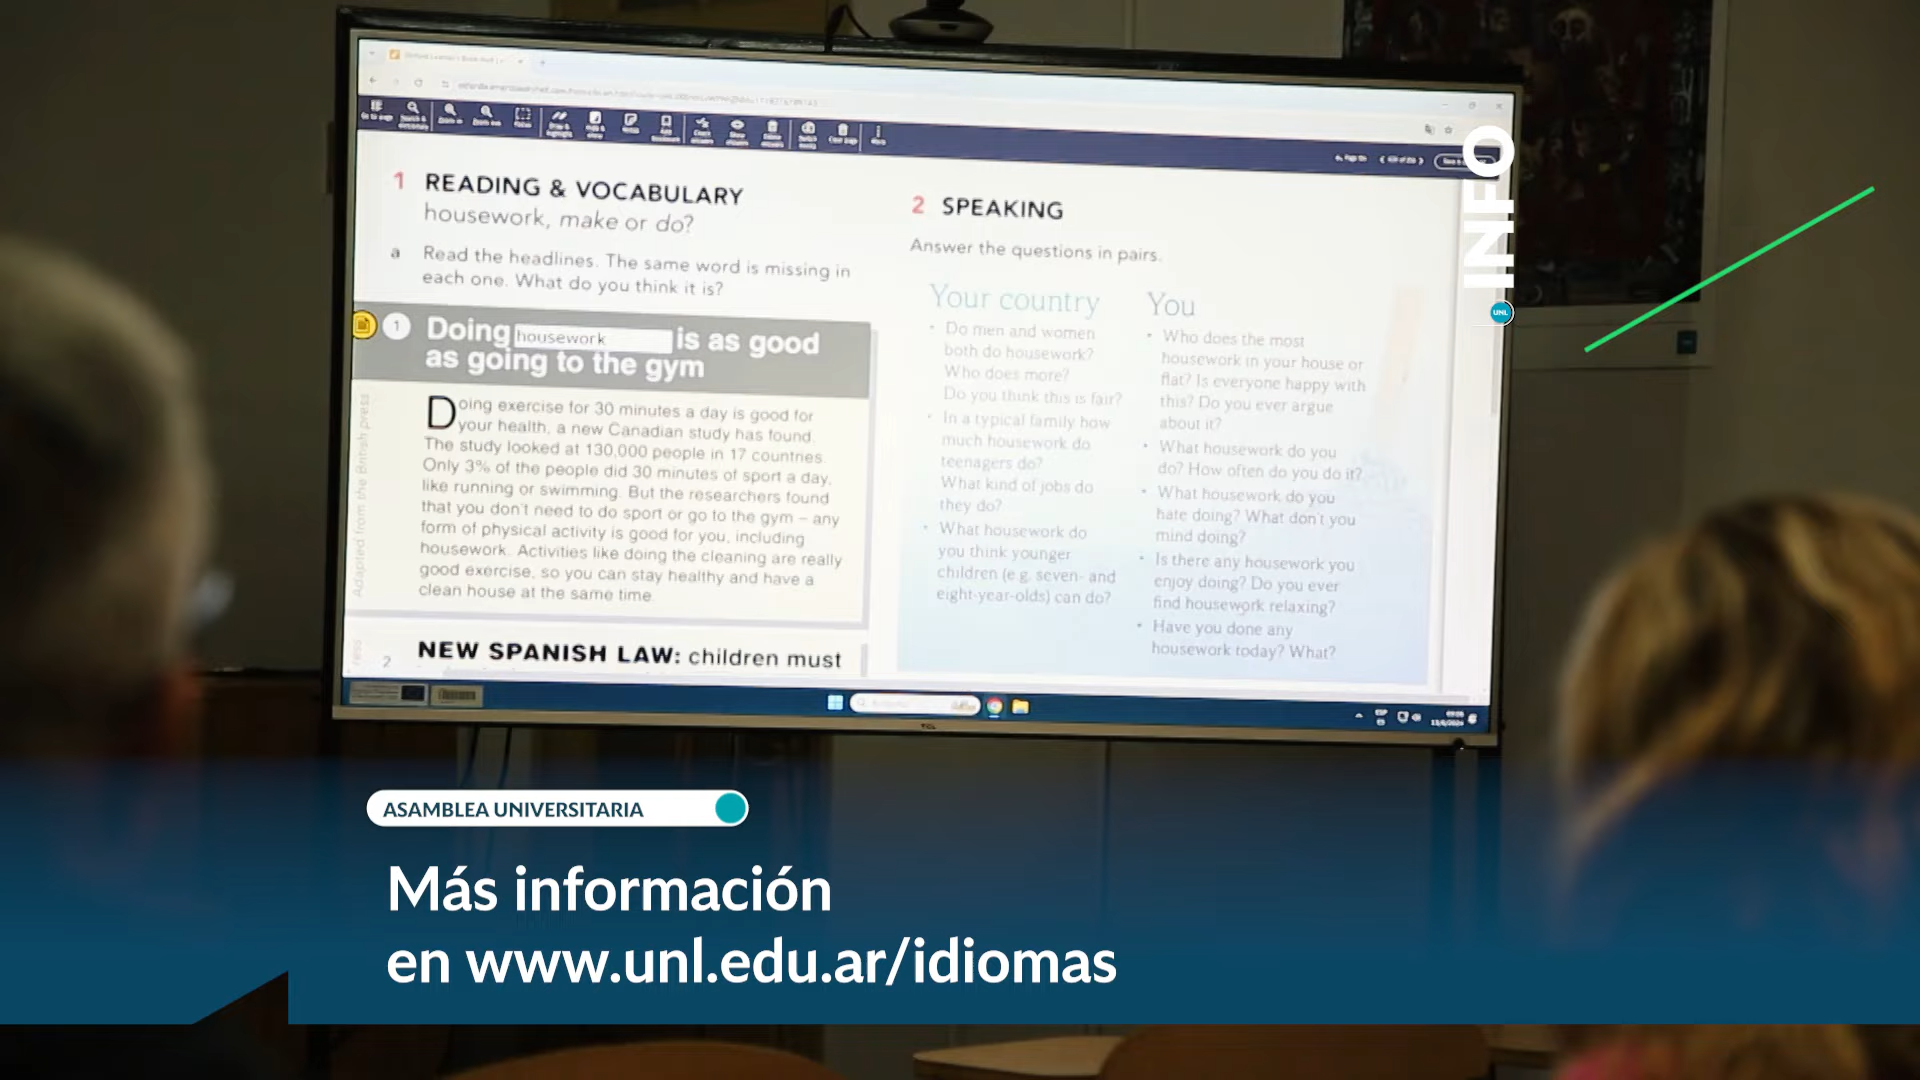 1 READING & VOCABULARY
housework, make or do?
a Read the headlines. The same word is missing in
each one. What do you think it is?
1 Doing housework is as good
as going to the gym
Doing exercise for 30 minutes a day is good for
your health, a new Canadian study has found.
The study looked at 130,000 people in 17 countries.
Only 3% of the people did 30 minutes of sport a day,
like running or swimming. But the researchers found
that you don't need to do sport or go to the gym – any
form of physical activity is good for you, including
housework. Activities like doing the cleaning are really
good exercise, so you can stay healthy and have a
clean house at the same time.
Adapted from the British press
2 NEW SPANISH LAW: children must
2 SPEAKING
Answer the questions in pairs.
Your country
• Do men and women
both do housework?
Who does more?
Do you think this is fair?
• In a typical family how
much housework do
teenagers do?
What kind of jobs do
they do?
• What housework do
you think younger
children (e.g. seven- and
eight-year-olds) can do?
You
• Who does the most
housework in your house or
flat? Is everyone happy with
this? Do you ever argue
about it?
• What housework do you
do? How often do you do it?
• What housework do you
hate doing? What don't you
mind doing?
• Is there any housework you
enjoy doing? Do you ever
find housework relaxing?
• Have you done any
housework today? What?
TCL
INFO
UNL
ASAMBLEA UNIVERSITARIA
Más información
en www.unl.edu.ar/idiomas